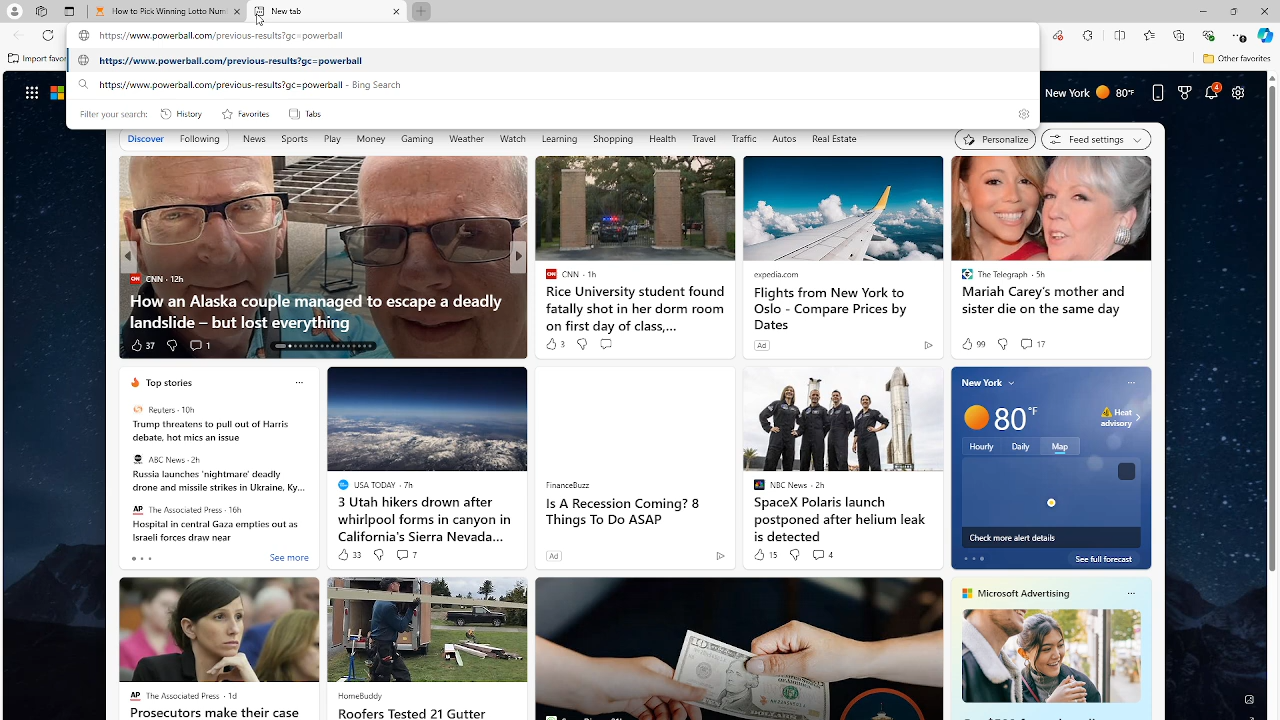 How to Pick Winning Lotto Num
New tab
https://www.powerball.com/previous-results?gc=powerball
https://www.powerball.com/previous-results?gc=powerball
https://www.powerball.com/previous-results?gc=powerball - Bing Search
Import favor
Other favorites
Filter your search: History Favorites Tabs
New York 80°F 4
Discover Following News Sports Play Money Gaming Weather Watch Learning Shopping Health Travel Traffic Autos Real Estate Personalize Feed settings
CNN · 12h
How an Alaska couple managed to escape a deadly
landslide – but lost everything
37 1
CNN · 1h
Rice University student found
fatally shot in her dorm room
on first day of class,...
3
expedia.com
Flights from New York to
Oslo - Compare Prices by
Dates
Ad
The Telegraph · 5h
Mariah Carey's mother and
sister die on the same day
99 17
Top stories
Reuters · 10h
Trump threatens to pull out of Harris
debate, hot mics an issue
ABC News · 2h
Russia launches 'nightmare' deadly
drone and missile strikes in Ukraine, Ky...
The Associated Press · 16h
Hospital in central Gaza empties out as
Israeli forces draw near
See more
USA TODAY · 7h
3 Utah hikers drown after
whirlpool forms in canyon in
California's Sierra Nevada...
33 7
FinanceBuzz
Is A Recession Coming? 8
Things To Do ASAP
Ad
NBC News · 2h
SpaceX Polaris launch
postponed after helium leak
is detected
15 4
New York
80 °F
Heat
advisory
Hourly Daily Map
Check more alert details
See full forecast
The Associated Press · 1d
Prosecutors make their case
HomeBuddy
Roofers Tested 21 Gutter
Microsoft Advertising